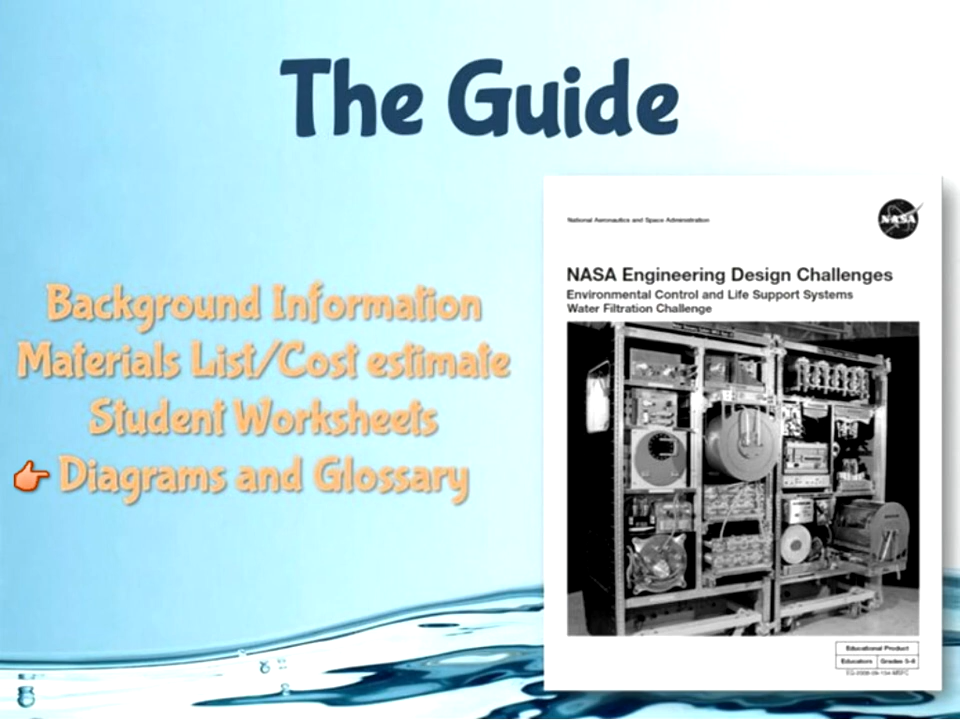 The Guide
Background Information
Materials List/Cost estimate
Student Worksheets
Diagrams and Glossary
National Aeronautics and Space Administration
NASA
NASA Engineering Design Challenges
Environmental Control and Life Support Systems
Water Filtration Challenge
Educational Product
Educators Grades 5-8